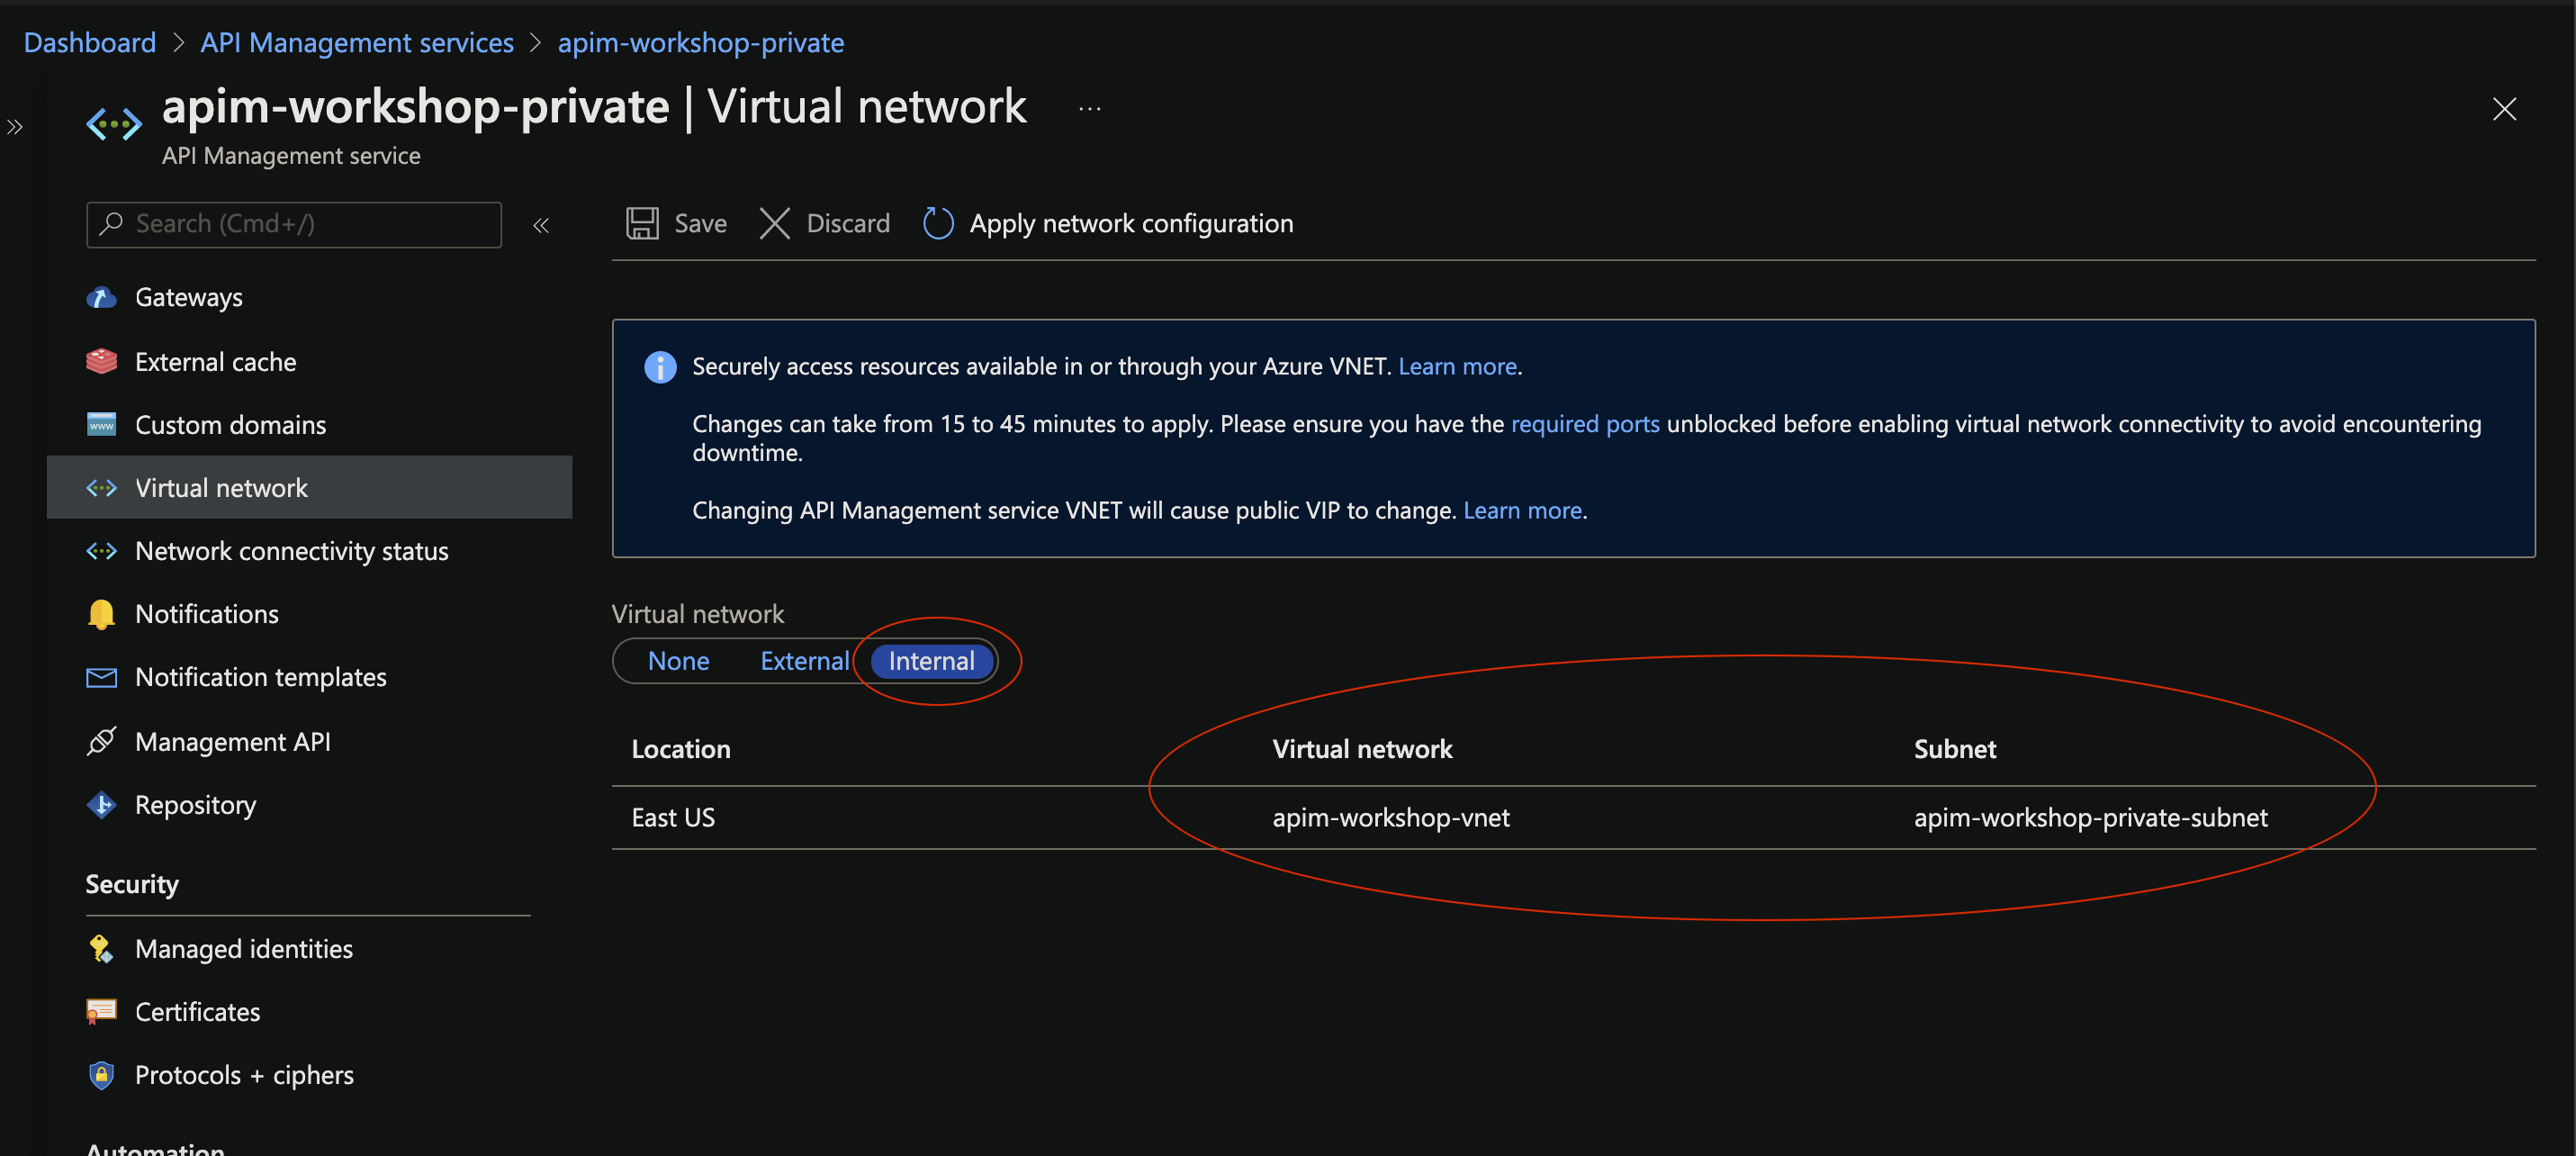 Dashboard > API Management services > apim-workshop-private
apim-workshop-private | Virtual network ...
API Management service
Search (Cmd+/)
Gateways
External cache
Custom domains
Virtual network
Network connectivity status
Notifications
Notification templates
Management API
Repository
Security
Managed identities
Certificates
Protocols + ciphers
Automation
Save Discard Apply network configuration
Securely access resources available in or through your Azure VNET. Learn more.
Changes can take from 15 to 45 minutes to apply. Please ensure you have the required ports unblocked before enabling virtual network connectivity to avoid encountering
downtime.
Changing API Management service VNET will cause public VIP to change. Learn more.
Virtual network
None External Internal
Location Virtual network Subnet
East US apim-workshop-vnet apim-workshop-private-subnet